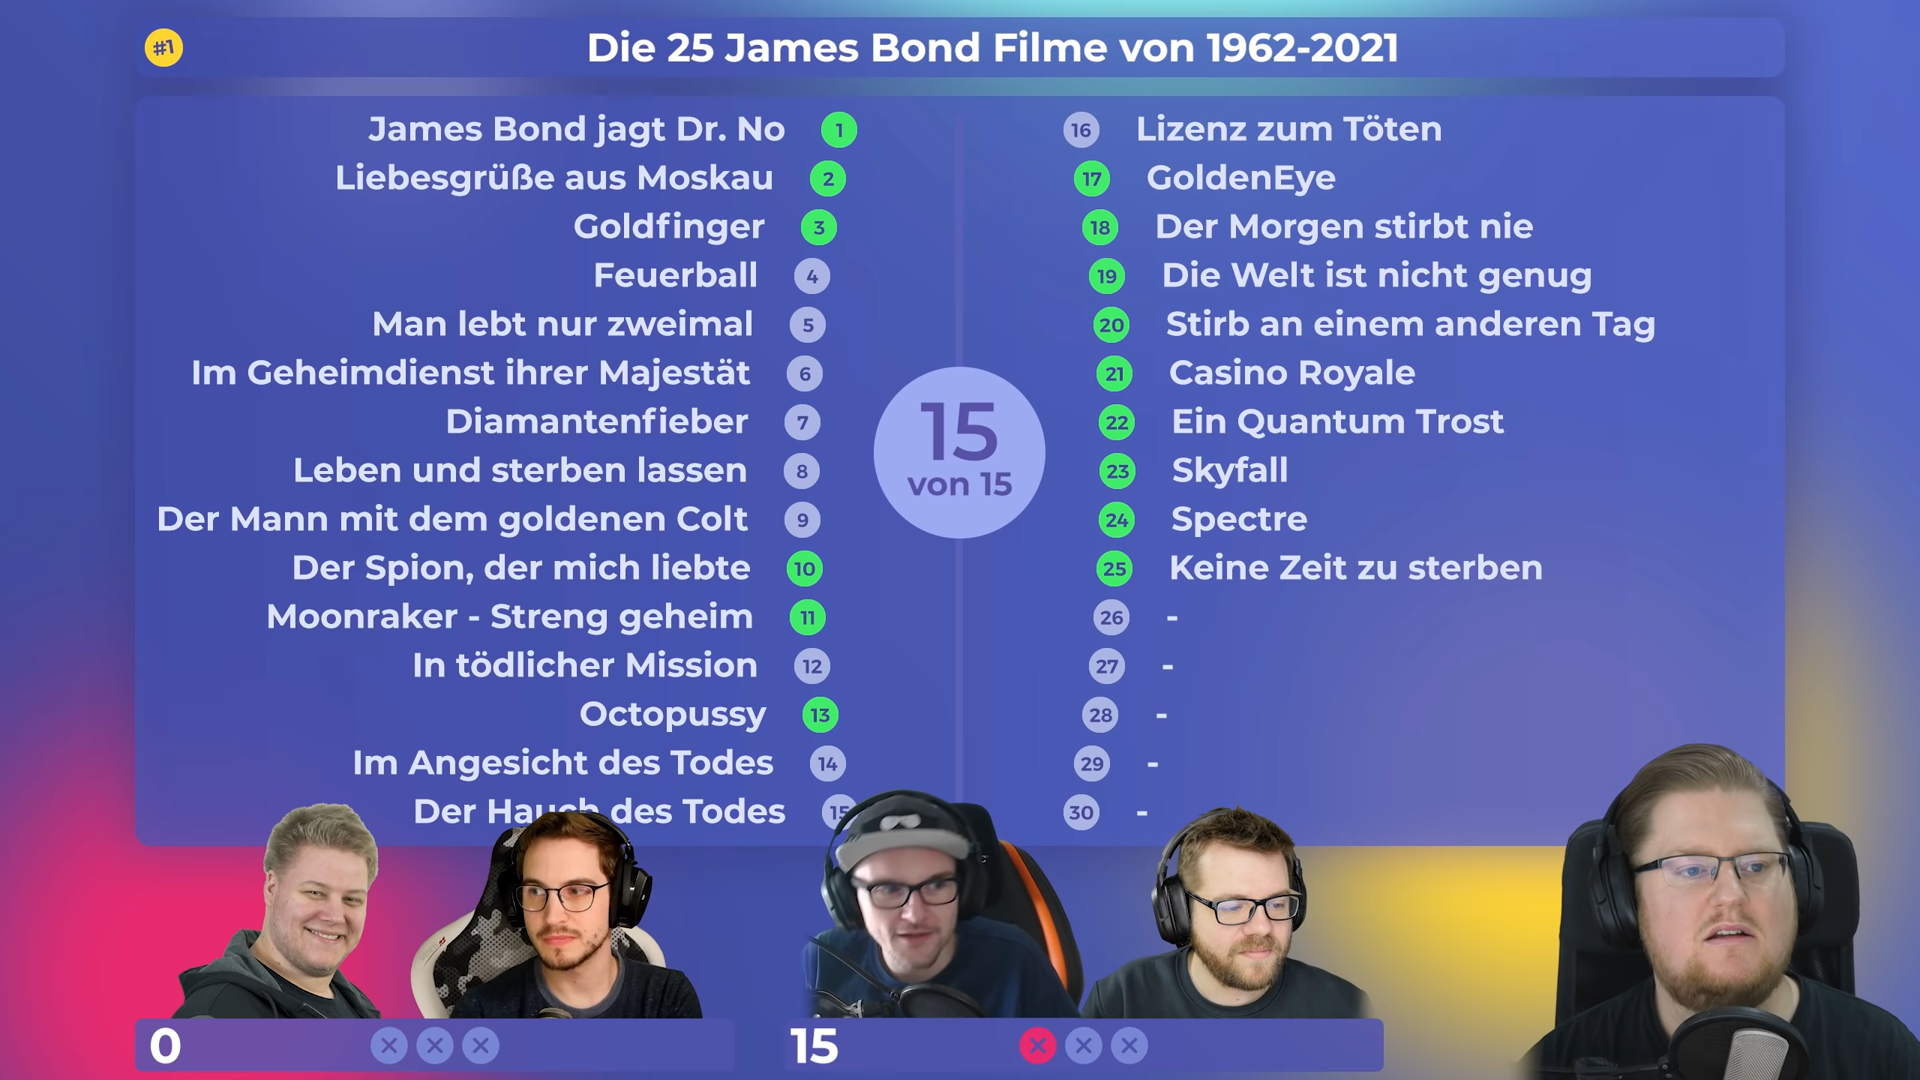 #1
Die 25 James Bond Filme von 1962-2021
James Bond jagt Dr. No 1
Liebesgrüße aus Moskau 2
Goldfinger 3
Feuerball 4
Man lebt nur zweimal 5
Im Geheimdienst ihrer Majestät 6
Diamantenfieber 7
Leben und sterben lassen 8
Der Mann mit dem goldenen Colt 9
Der Spion, der mich liebte 10
Moonraker - Streng geheim 11
In tödlicher Mission 12
Octopussy 13
Im Angesicht des Todes 14
Der Hauch des Todes 15
15
von 15
16 Lizenz zum Töten
17 GoldenEye
18 Der Morgen stirbt nie
19 Die Welt ist nicht genug
20 Stirb an einem anderen Tag
21 Casino Royale
22 Ein Quantum Trost
23 Skyfall
24 Spectre
25 Keine Zeit zu sterben
26 -
27 -
28 -
29 -
30 -
0
15